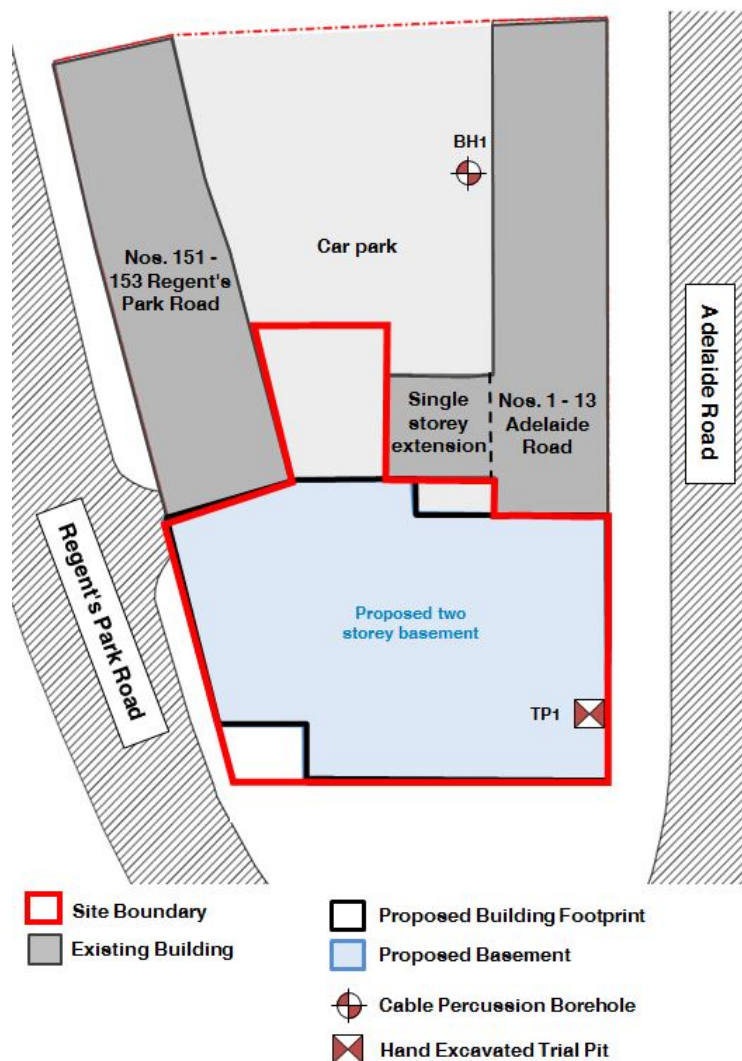 BH1
Car park
Nos. 151 -
153 Regent's
Park Road
Adelaide Road
Single
storey
extension
Nos. 1 - 13
Adelaide
Road
Regent's Park Road
Proposed two
storey basement
TP1
Site Boundary
Existing Building
Proposed Building Footprint
Proposed Basement
Cable Percussion Borehole
Hand Excavated Trial Pit